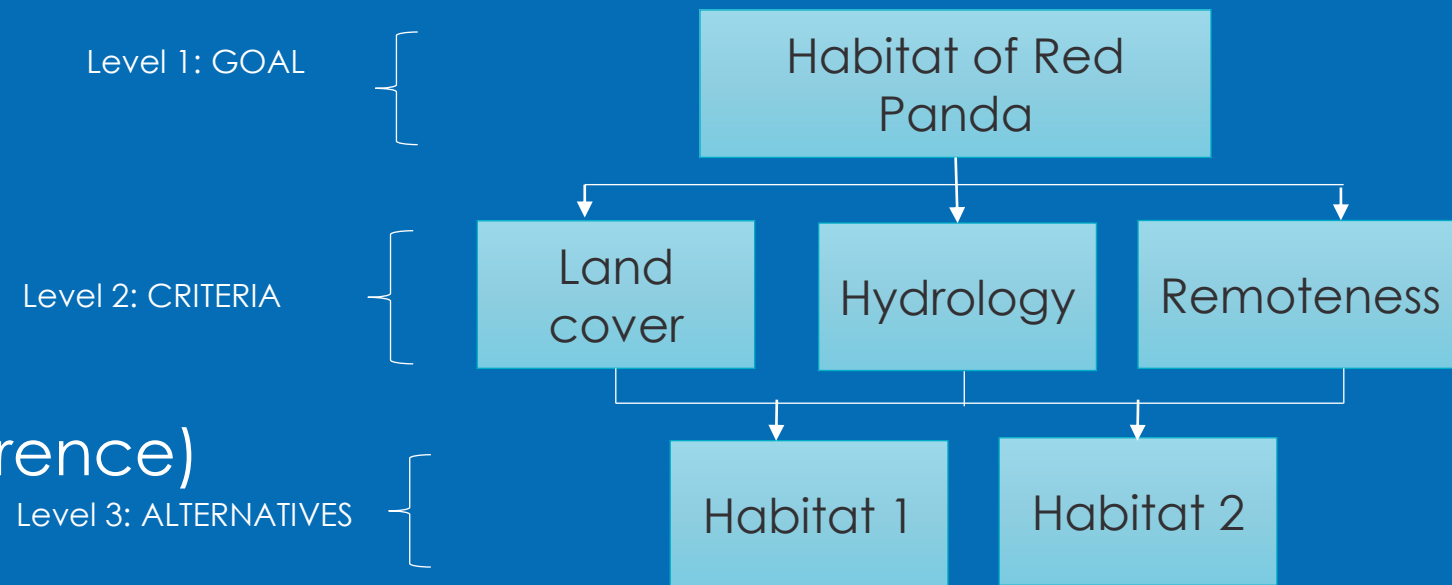 Level 1: GOAL
Habitat of Red
Panda
Level 2: CRITERIA
Land
cover
Hydrology
Remoteness
rence)
Level 3: ALTERNATIVES
Habitat 1
Habitat 2